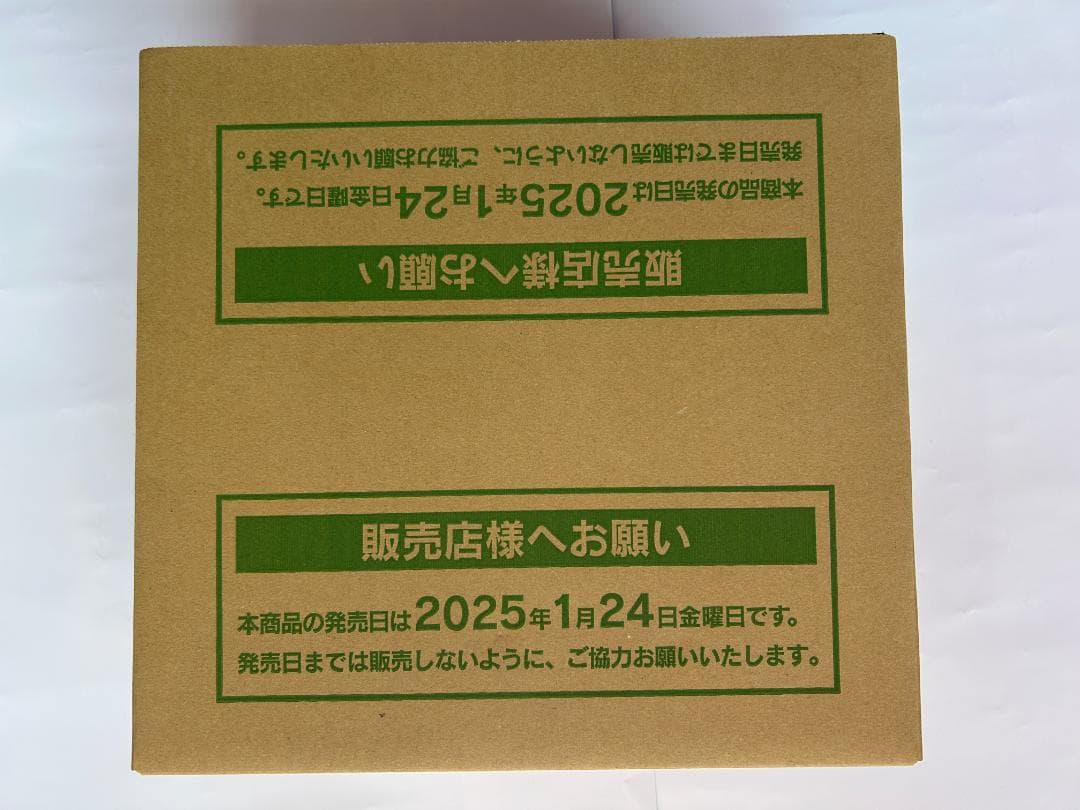 販売店様へお願い
本商品の発売日は2025年1月24日金曜日です。
発売日までは販売しないように、ご協力お願いいたします。
販売店様へお願い
本商品の発売日は2025年1月24日金曜日です。
発売日までは販売しないように、ご協力お願いいたします。